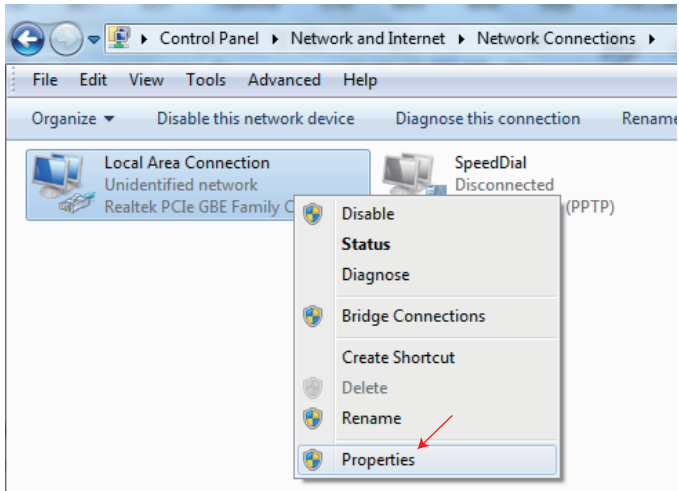 Control Panel ▸ Network and Internet ▸ Network Connections ▸
File Edit View Tools Advanced Help
Organize ▾ Disable this network device Diagnose this connection Rename
Local Area Connection
Unidentified network
Realtek PCIe GBE Family C
SpeedDial
Disconnected
(PPTP)
Disable
Status
Diagnose
Bridge Connections
Create Shortcut
Delete
Rename
Properties